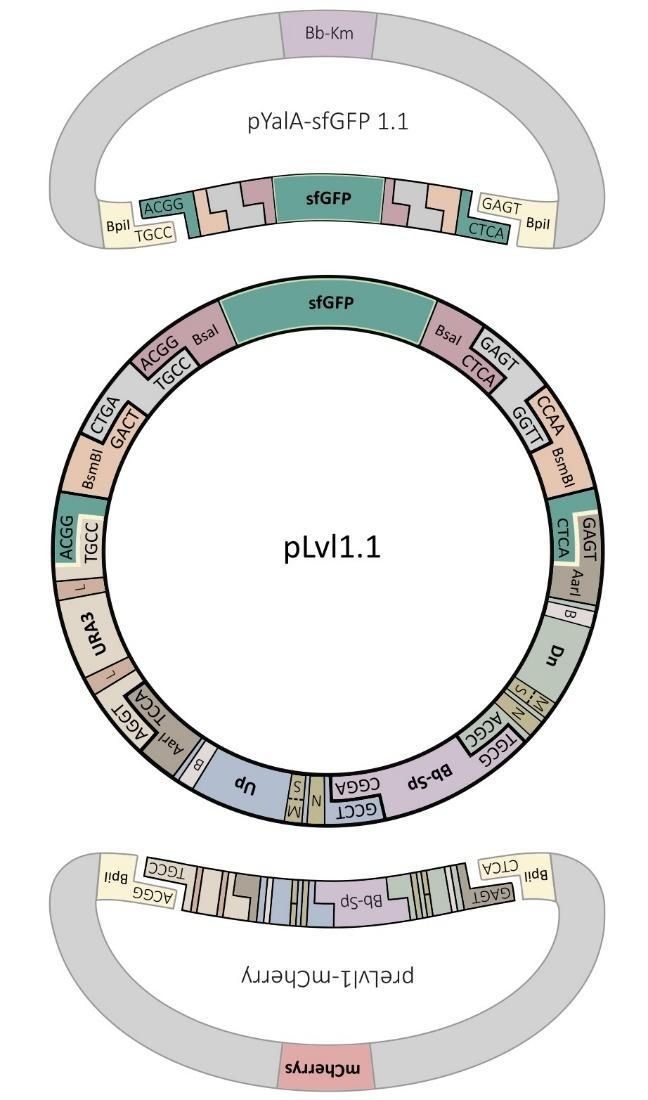 Bb-Km
pYalA-sfGFP 1.1
BpiI
TGCC
ACGG
sfGFP
GAGT
CTCA
BpiI
sfGFP
BsaI
ACGG
TGCC
CTGA
GACT
BsmBI
ACGG
TGCC
L
URA3
L
AGGT
TCCA
AarI
B
Up
S
M
N
GCCT
CGGA
Bb-Sp
TGCG
ACGC
N
S
M
Dn
B
AarI
GAGT
CTCA
BsmBI
CCAA
GGTT
GAGT
CTCA
BsaI
pLvl1.1
BpiI
ACGG
TGCC
Bb-Sp
CTCA
GAGT
BpiI
preLvl1-mCherry
mCherrys